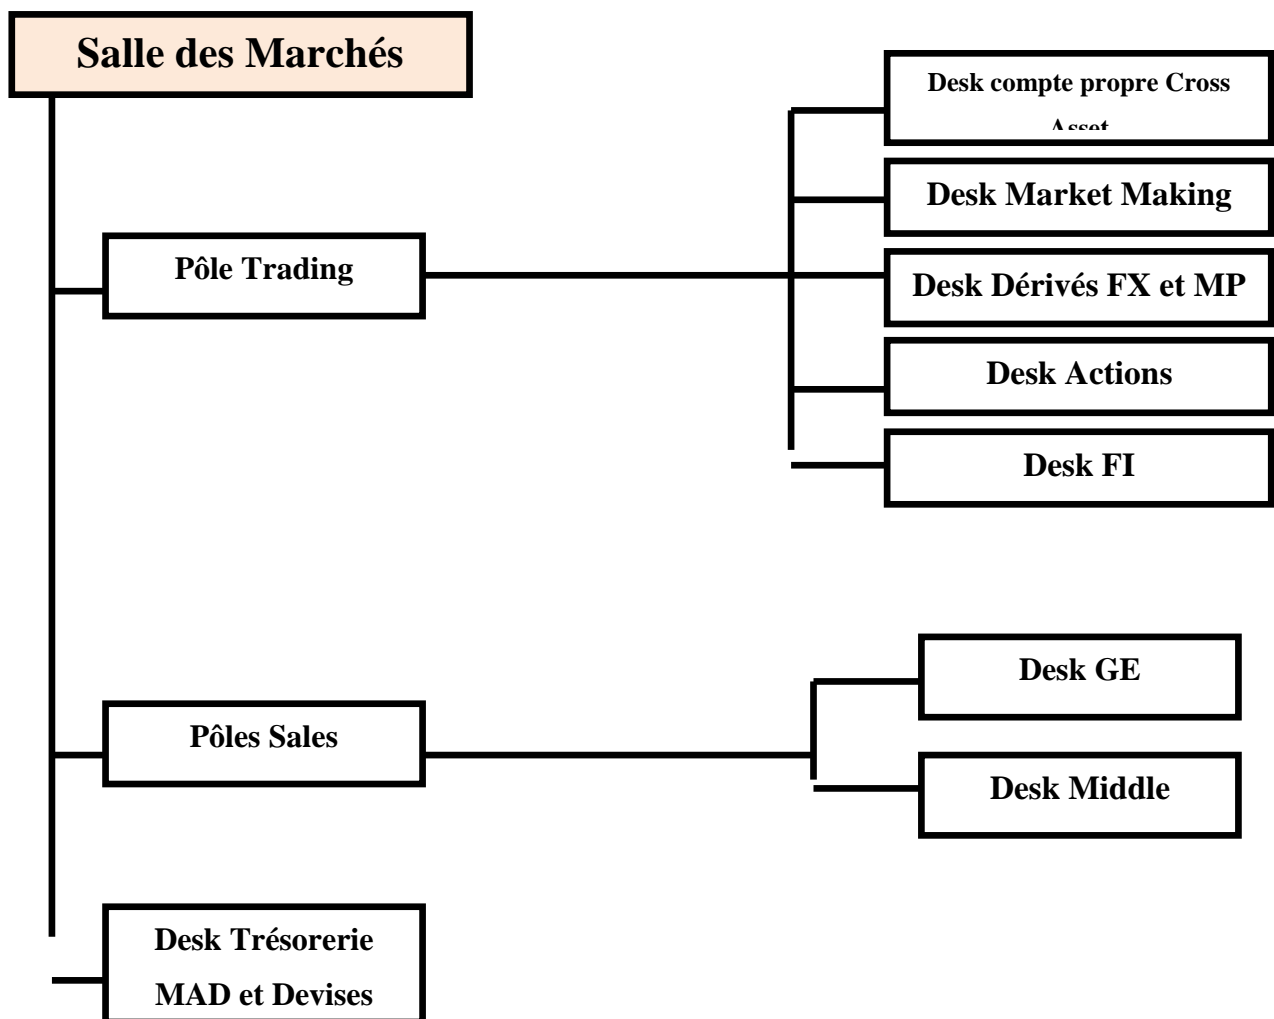 Salle des Marchés
Desk compte propre Cross
Asset
Desk Market Making
Pôle Trading
Desk Dérivés FX et MP
Desk Actions
Desk FI
Desk GE
Pôles Sales
Desk Middle
Desk Trésorerie
MAD et Devises